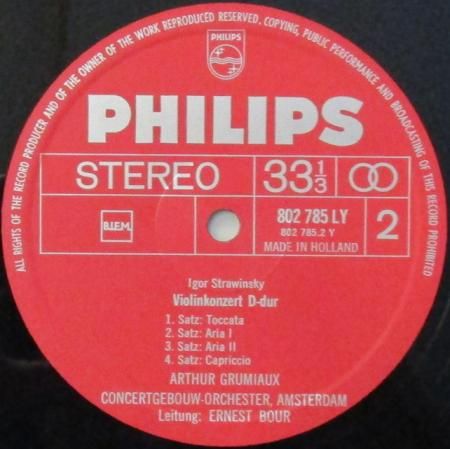 ALL RIGHTS OF THE RECORD PRODUCER AND OF THE OWNER OF THE WORK REPRODUCED RESERVED. COPYING, PUBLIC PERFORMANCE AND BROADCASTING OF THIS RECORD PROHIBITED
PHILIPS
PHILIPS
STEREO 33 1/3
B.I.E.M. 802 785 LY 2
802 785.2 Y
MADE IN HOLLAND
Igor Strawinsky
Violinkonzert D-dur
1. Satz: Toccata
2. Satz: Aria I
3. Satz: Aria II
4. Satz: Capriccio
ARTHUR GRUMIAUX
CONCERTGEBOUW-ORCHESTER, AMSTERDAM
Leitung: ERNEST BOUR